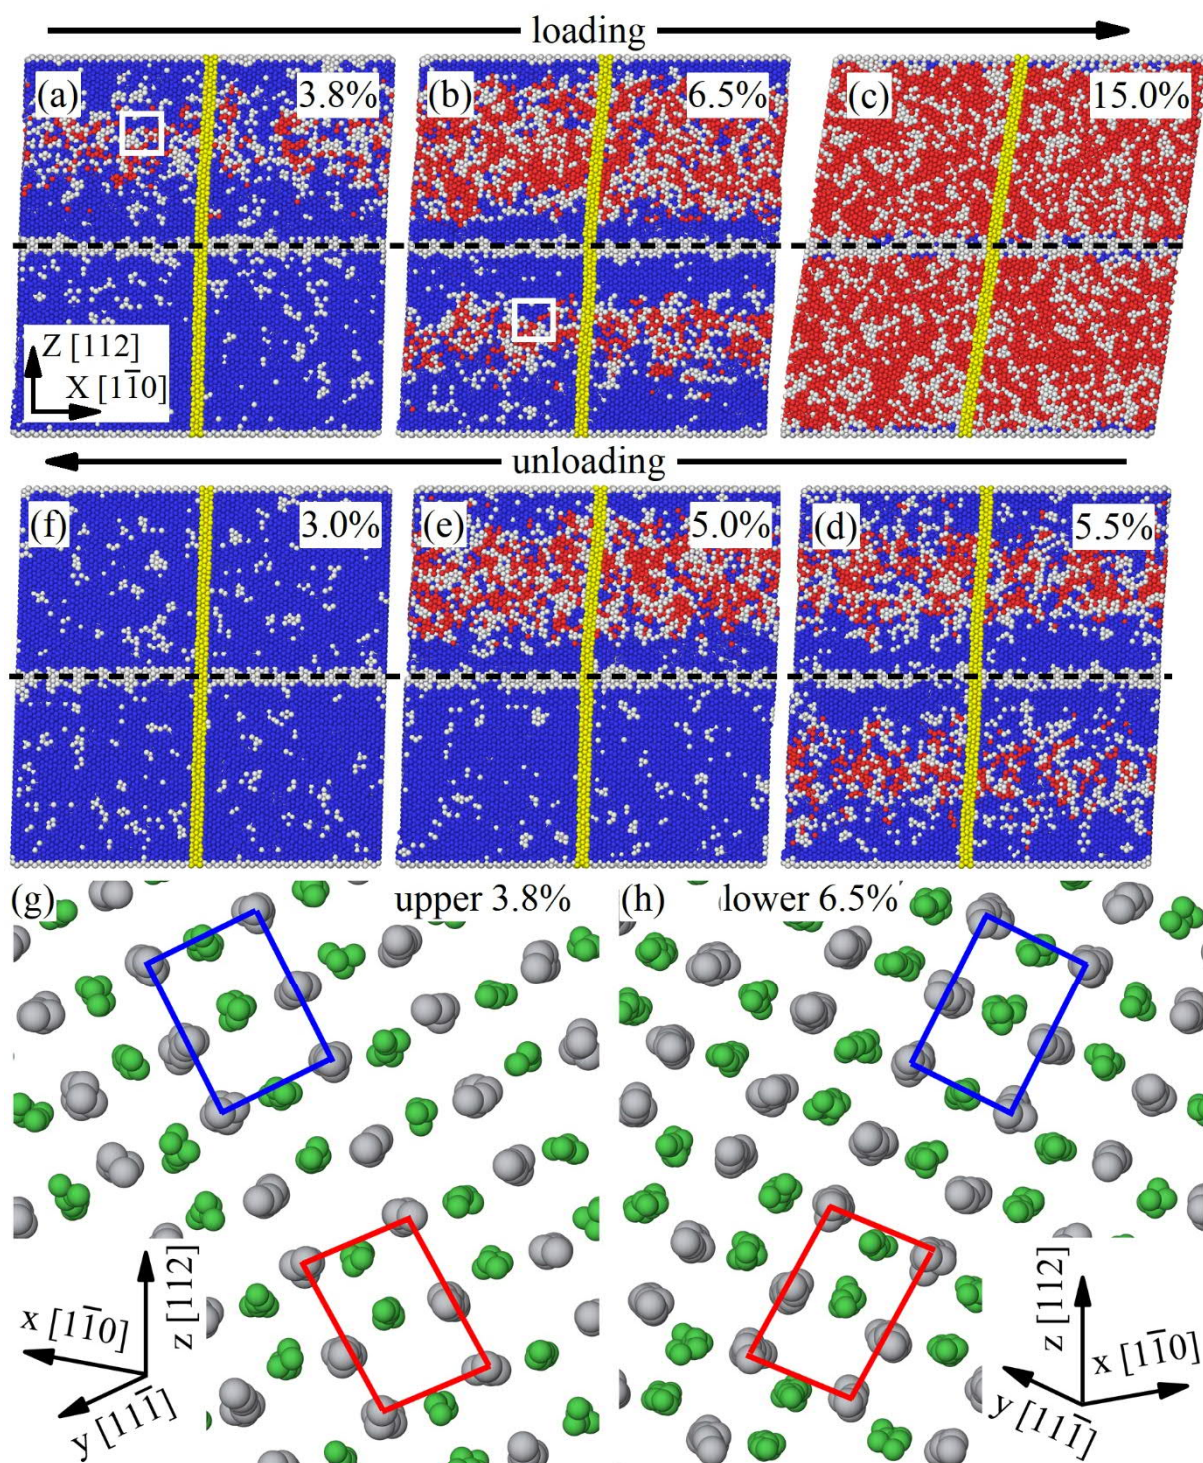 loading
(a) 3.8%
(b) 6.5%
(c) 15.0%
Z [112]
X [11̄0]
unloading
(f) 3.0%
(e) 5.0%
(d) 5.5%
(g) upper 3.8%
(h) lower 6.5%
z [112]
x [11̄0]
y [111̄]
z [112]
x [11̄0]
y [111̄]